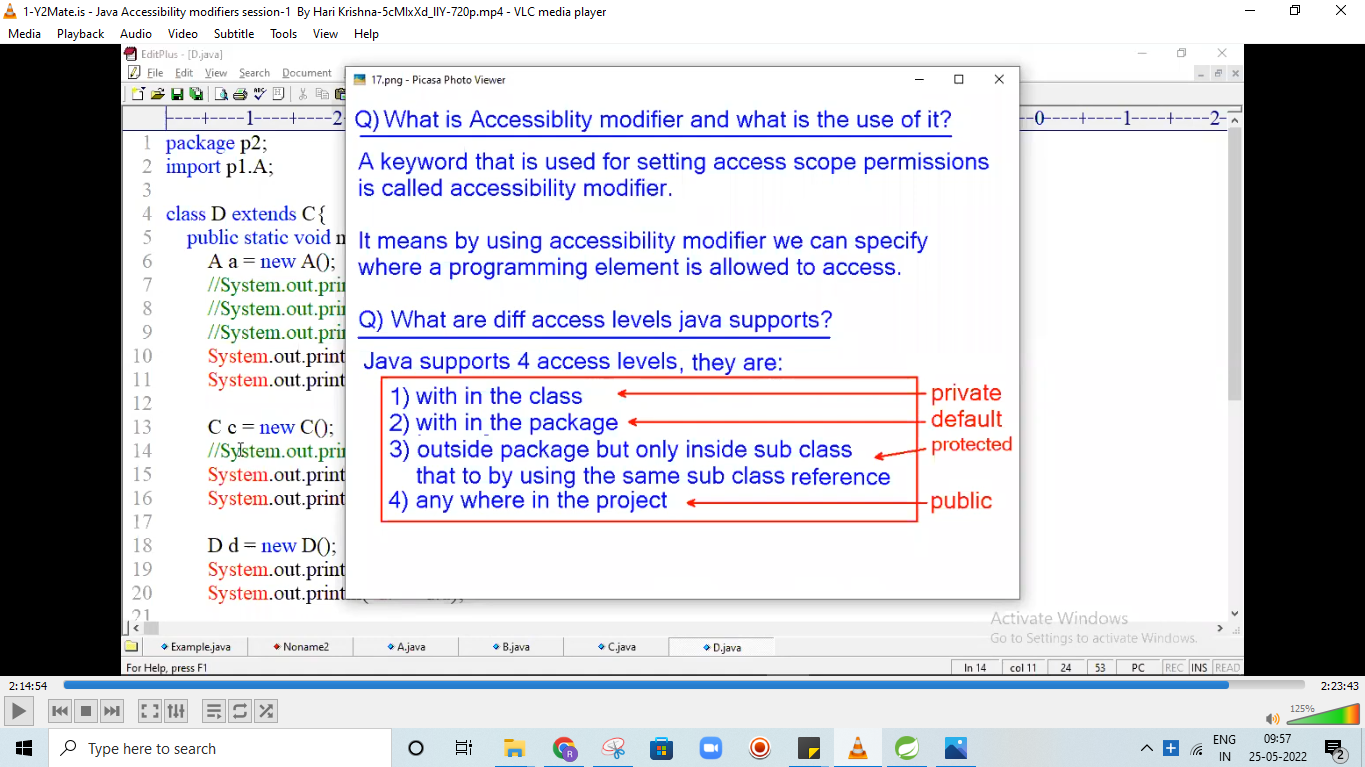 1-Y2Mate.is - Java Accessibility modifiers session-1 By Hari Krishna-5cMlxXd_lIY-720p.mp4 - VLC media player
Media Playback Audio Video Subtitle Tools View Help
EditPlus - [D.java]
File Edit View Search Document
17.png - Picasa Photo Viewer
----+----1----+----2
-0----+----1----+----2-
1 package p2;
2 import p1.A;
3
4 class D extends C{
5 public static void m
6 A a = new A();
7 //System.out.prin
8 //System.out.prin
9 //System.out.prin
10 System.out.print
11 System.out.print
12
13 C c = new C();
14 //System.out.prin
15 System.out.print
16 System.out.print
17
18 D d = new D();
19 System.out.print
20 System.out.print
21
Q) What is Accessiblity modifier and what is the use of it?
A keyword that is used for setting access scope permissions
is called accessibility modifier.
It means by using accessibility modifier we can specify
where a programming element is allowed to access.
Q) What are diff access levels java supports?
Java supports 4 access levels, they are:
1) with in the class private
2) with in the package default
3) outside package but only inside sub class protected
that to by using the same sub class reference
4) any where in the project public
Activate Windows
Go to Settings to activate Windows.
Example.java Noname2 A.java B.java C.java D.java
For Help, press F1 ln 14 col 11 24 53 PC REC INS READ
2:14:54 2:23:43
125%
Type here to search
ENG
IN
09:57
25-05-2022
2